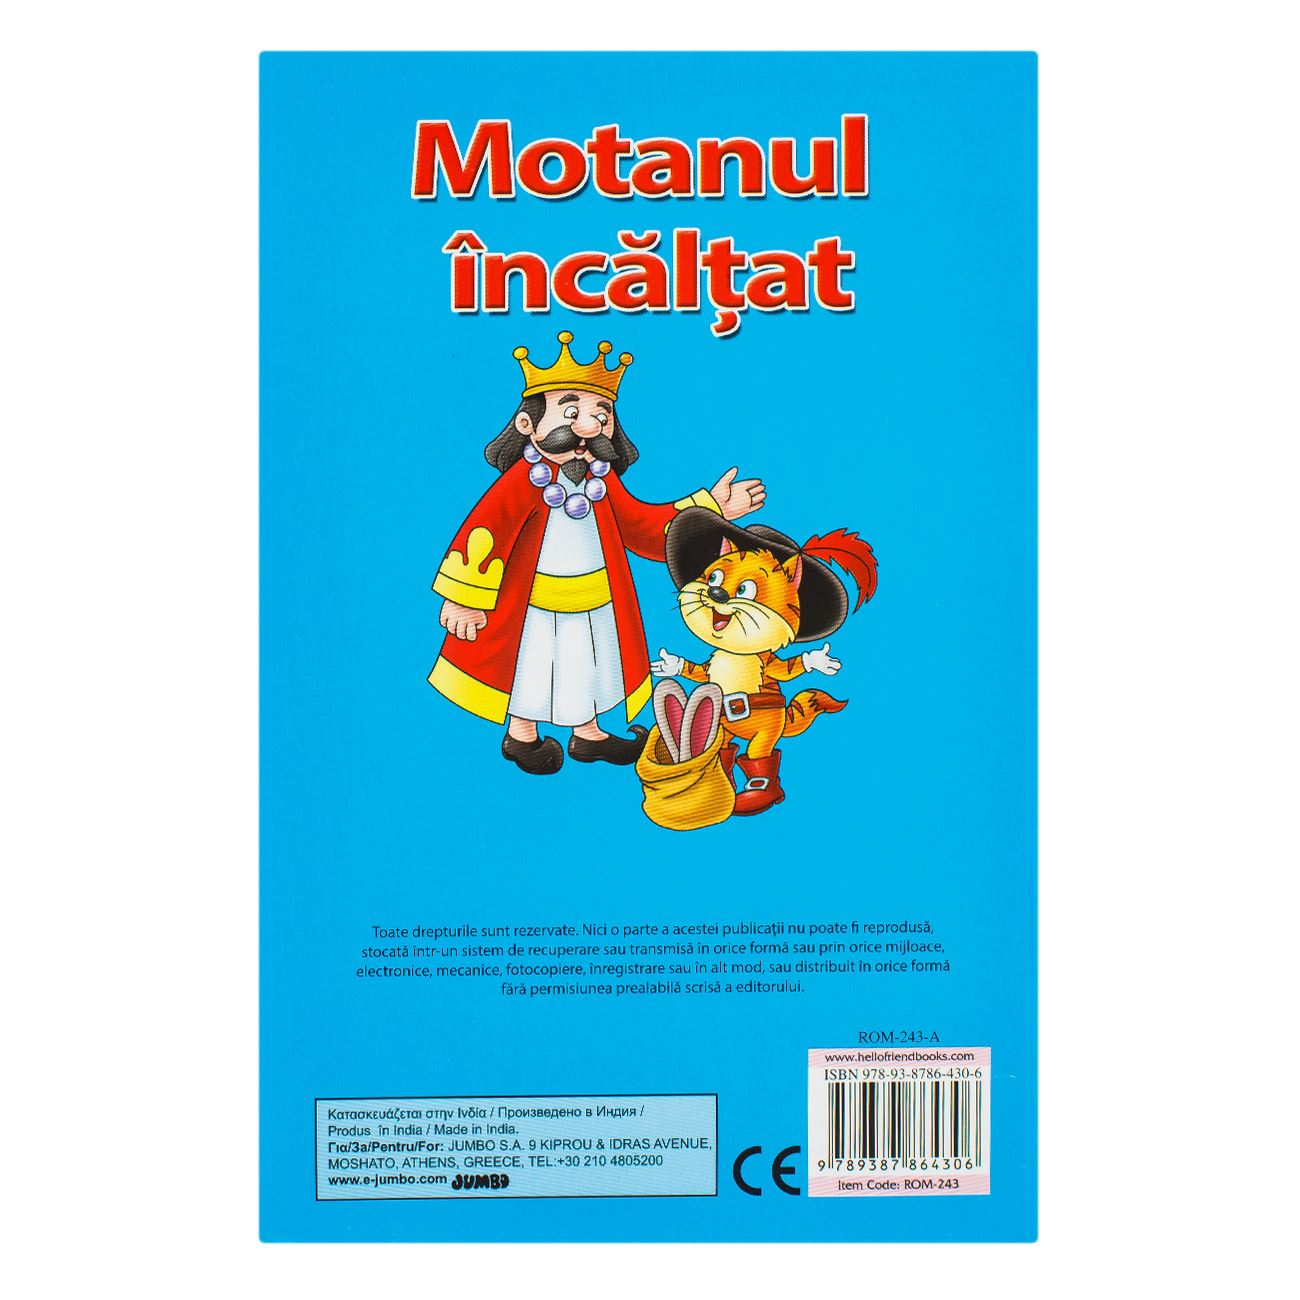 Motanul
încălțat
Toate drepturile sunt rezervate. Nici o parte a acestei publicații nu poate fi reprodusă,
stocată într-un sistem de recuperare sau transmisă în orice formă sau prin orice mijloace,
electronice, mecanice, fotocopiere, înregistrare sau în alt mod, sau distribuit în orice formă
fără permisiunea prealabilă scrisă a editorului.
ROM-243-A
www.hellofriendbooks.com
ISBN 978-93-8786-430-6
9 789387 864306
Item Code: ROM-243
Κατασκευάζεται στην Ινδία / Произведено в Индия /
Produs în India / Made in India.
Για/За/Pentru/For: JUMBO S.A. 9 KIPROU & IDRAS AVENUE,
MOSHATO, ATHENS, GREECE, TEL:+30 210 4805200
www.e-jumbo.com JUMBO
CE